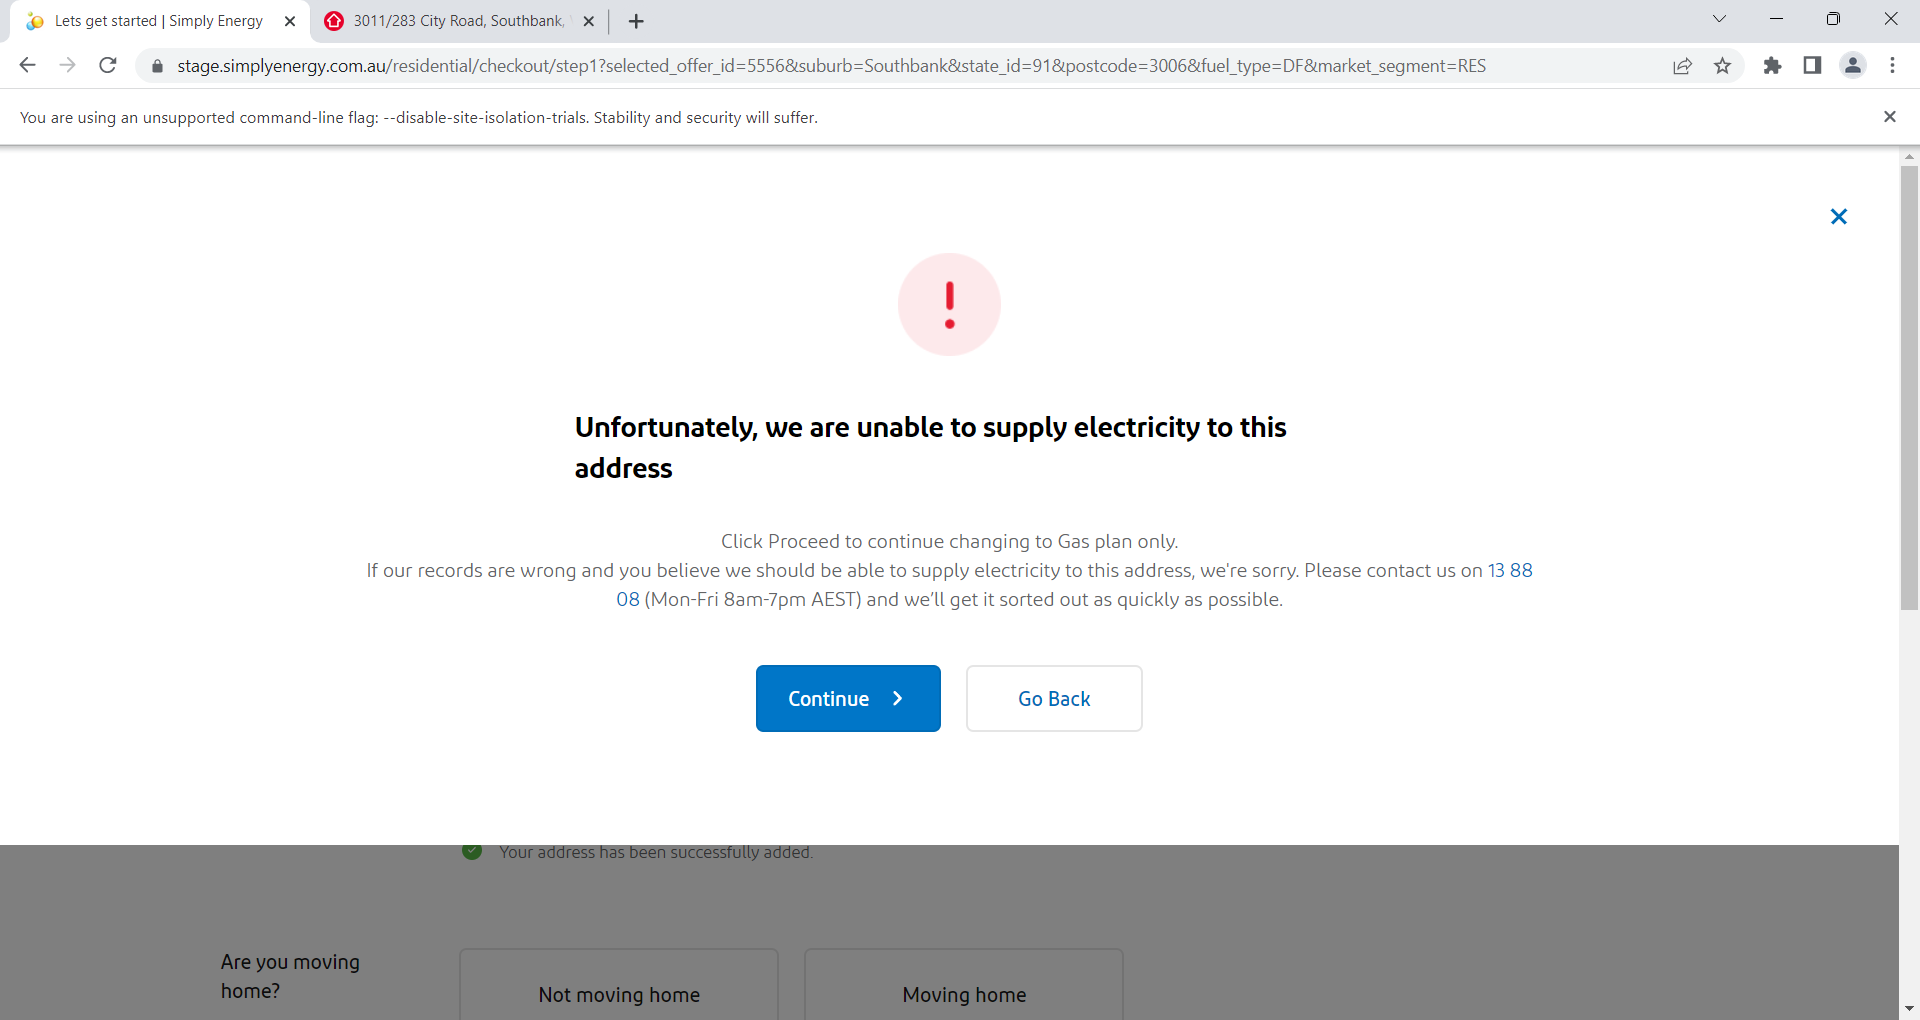 Lets get started | Simply Energy
3011/283 City Road, Southbank,
stage.simplyenergy.com.au/residential/checkout/step1?selected_offer_id=5556&suburb=Southbank&state_id=91&postcode=3006&fuel_type=DF&market_segment=RES
You are using an unsupported command-line flag: --disable-site-isolation-trials. Stability and security will suffer.
Unfortunately, we are unable to supply electricity to this
address
Click Proceed to continue changing to Gas plan only.
If our records are wrong and you believe we should be able to supply electricity to this address, we're sorry. Please contact us on 13 88
08 (Mon-Fri 8am-7pm AEST) and we’ll get it sorted out as quickly as possible.
Continue
Go Back
Your address has been successfully added.
Are you moving
home?
Not moving home
Moving home